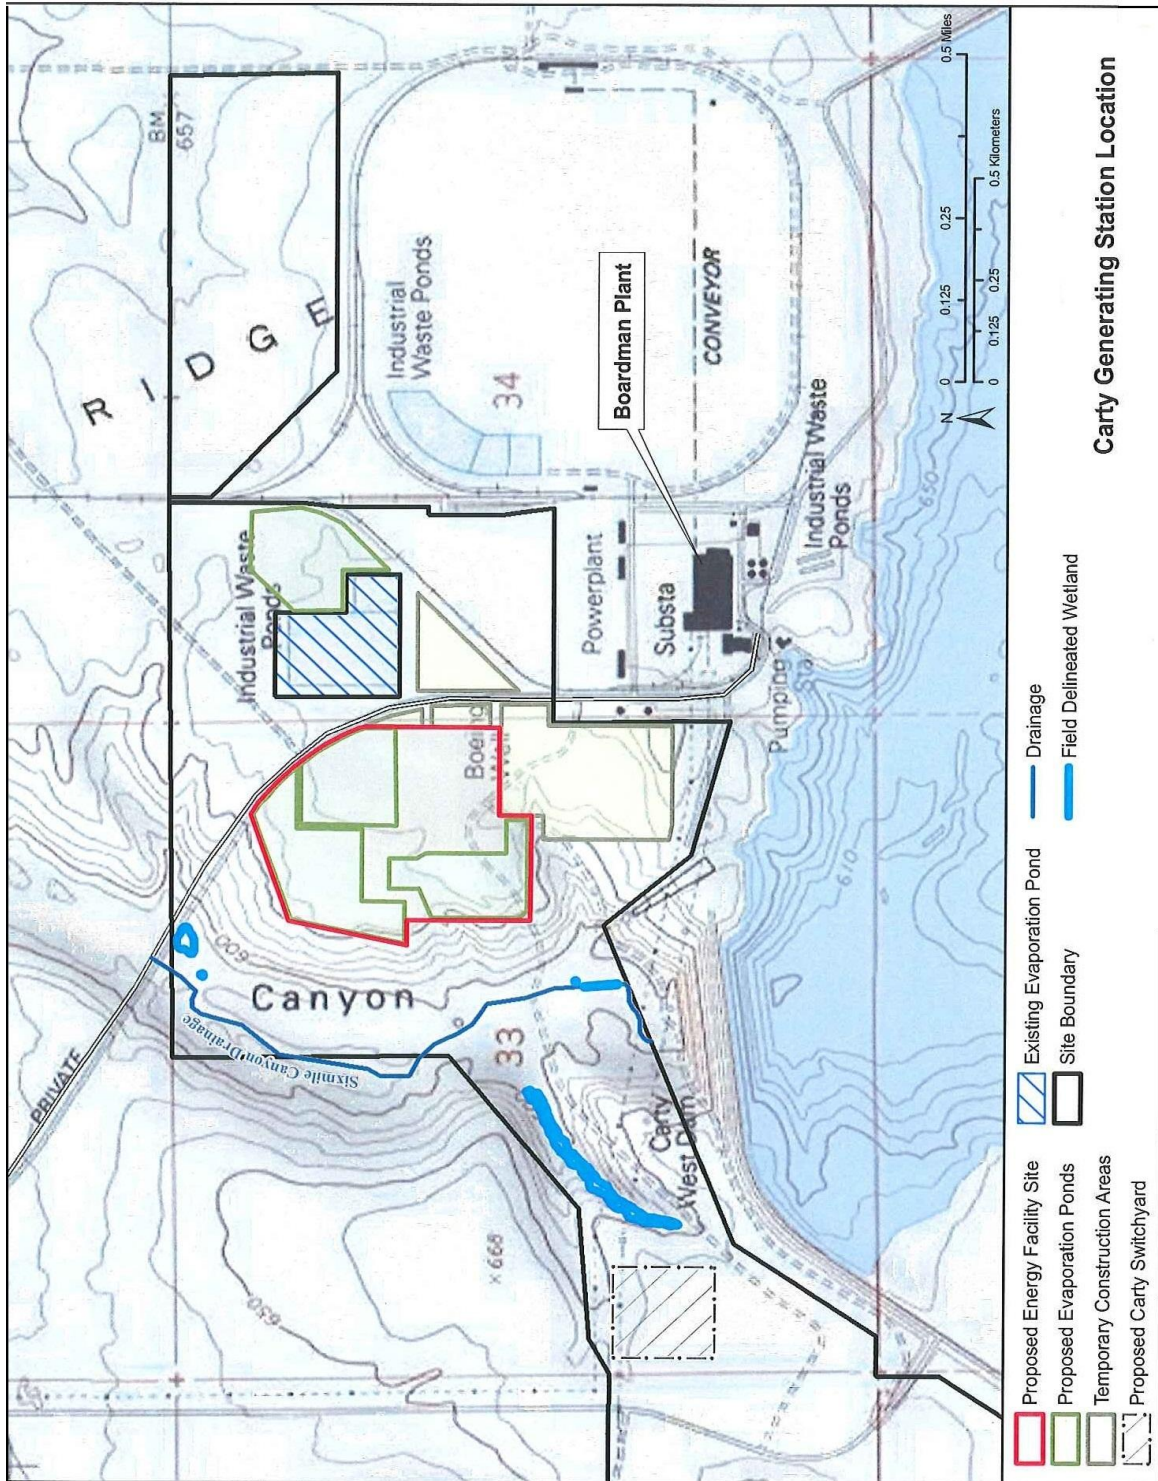 PRIVATE
Sixmile Canyon Drainage
Canyon
600
33
x 668
650
Carty
West Dam
R I D G E
BM
657
Industrial Waste
Ponds
Boeing
Well
Industrial
Waste Ponds
34
Powerplant
Substa
Boardman Plant
CONVEYOR
Industrial Waste
Ponds
Pumping
610
650
N
0 0.125 0.25 0.5 Miles
0 0.125 0.25 0.5 Kilometers
Proposed Energy Facility Site
Proposed Evaporation Ponds
Temporary Construction Areas
Proposed Carty Switchyard
Existing Evaporation Pond
Site Boundary
Drainage
Field Delineated Wetland
Carty Generating Station Location